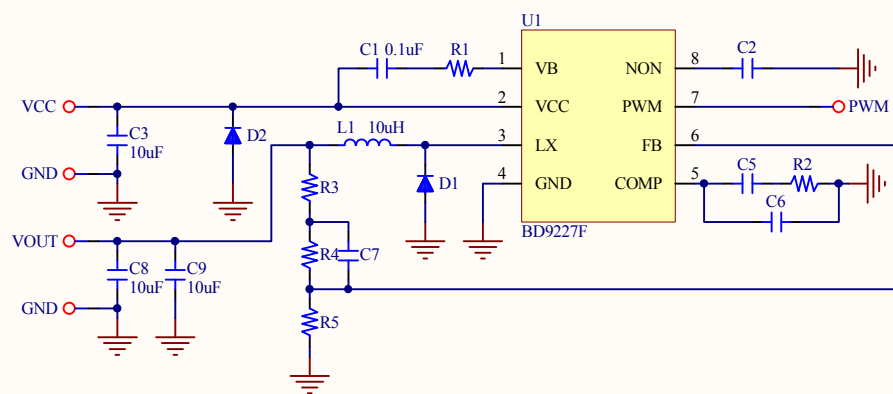 U1
C1 0.1uF R1 1 VB NON 8 C2
VCC 2 VCC PWM 7 PWM
C3 10uF D2 L1 10uH 3 LX FB 6
GND R3 D1 4 GND COMP 5 C5 R2
C6
VOUT BD9227F
R4 C7
C8 10uF C9 10uF
GND R5